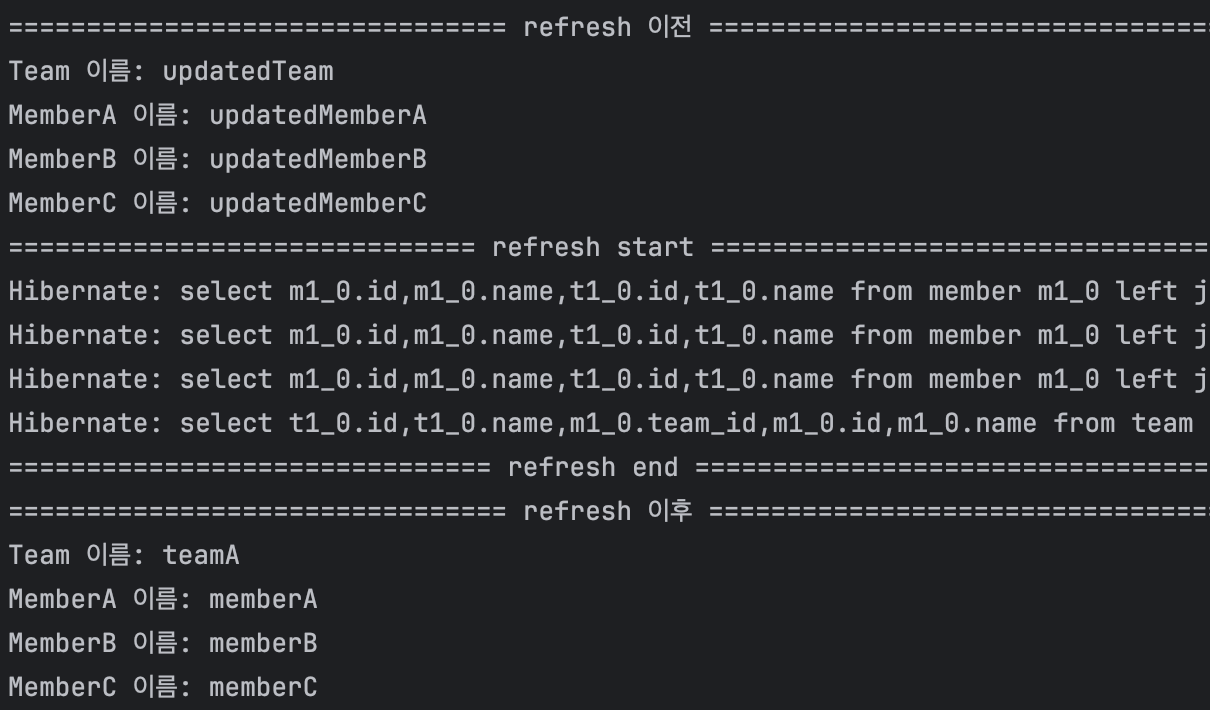 ================================ refresh 이전 ================================
Team 이름: updatedTeam
MemberA 이름: updatedMemberA
MemberB 이름: updatedMemberB
MemberC 이름: updatedMemberC
============================== refresh start ================================
Hibernate: select m1_0.id,m1_0.name,t1_0.id,t1_0.name from member m1_0 left j
Hibernate: select m1_0.id,m1_0.name,t1_0.id,t1_0.name from member m1_0 left j
Hibernate: select m1_0.id,m1_0.name,t1_0.id,t1_0.name from member m1_0 left j
Hibernate: select t1_0.id,t1_0.name,m1_0.team_id,m1_0.id,m1_0.name from team
=============================== refresh end =================================
================================ refresh 이후 ================================
Team 이름: teamA
MemberA 이름: memberA
MemberB 이름: memberB
MemberC 이름: memberC